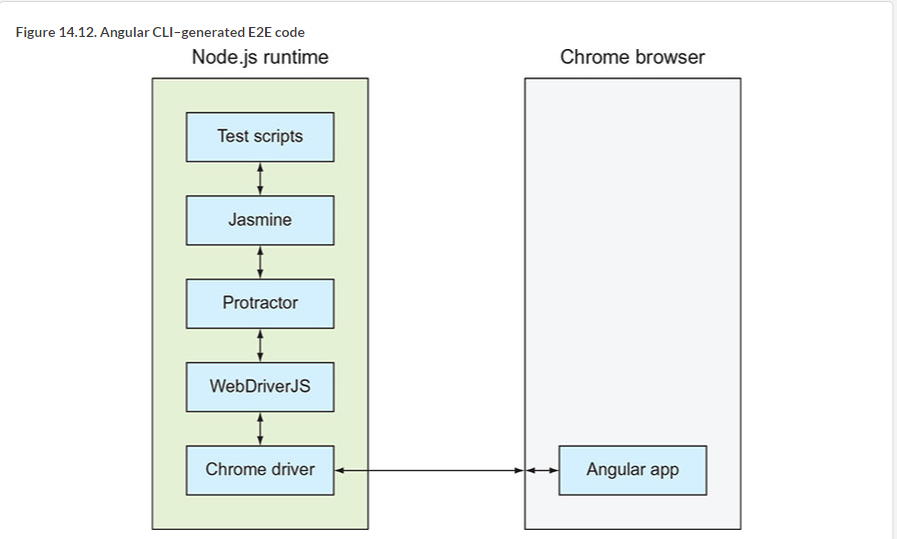 Figure 14.12. Angular CLI–generated E2E code
Node.js runtime
Chrome browser
Test scripts
Jasmine
Protractor
WebDriverJS
Chrome driver
Angular app